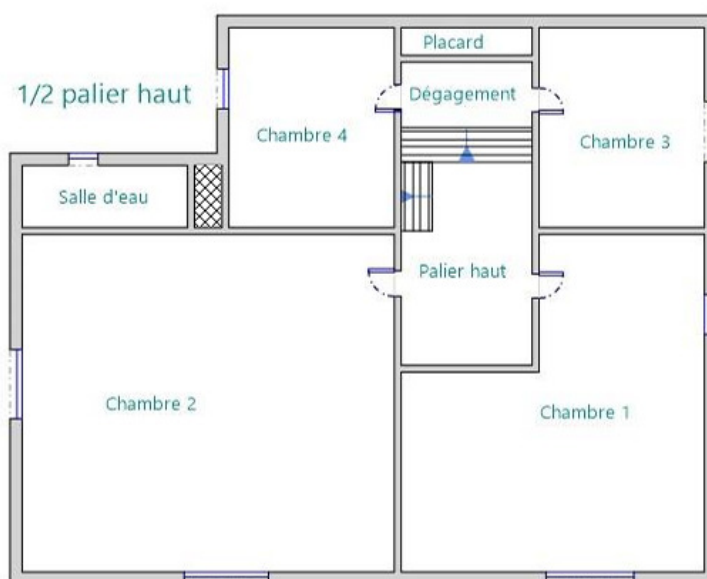 Placard
1/2 palier haut
Dégagement
Chambre 4
Chambre 3
Salle d'eau
Palier haut
Chambre 2
Chambre 1